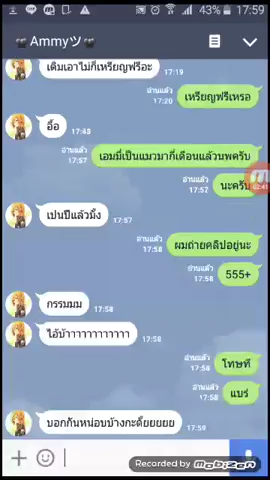 43% 17:59
Ammyツ
เติมเอาไม่ก็เหรียญฟรีอะ
17:19
อ่านแล้ว
17:20
เหรียญฟรีเหรอ
อื้อ
17:43
อ่านแล้ว
17:57
เอมมี่เป็นแมวมากี่เดือนแล้วนพครับ
อ่านแล้ว
17:57
นะครับ
02:41
เปนปีแล้วมั้ง
17:57
อ่านแล้ว
17:58
ผมถ่ายคลิปอยู่นะ
อ่านแล้ว
17:58
555+
กรรมมม
17:58
ไอ้บ้าาาาาาาาาาาา
17:58
อ่านแล้ว
17:58
โทษที
อ่านแล้ว
17:58
แบร่
บอกกันหน่อบบ้างกะดั้ยยยยย
17:59
Recorded by Mobizen